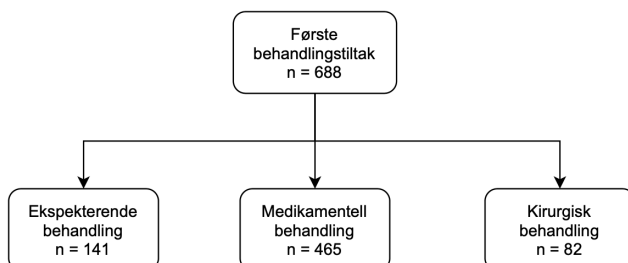 Første
behandlingstiltak
n = 688
Ekspekterende
behandling
n = 141
Medikamentell
behandling
n = 465
Kirurgisk
behandling
n = 82